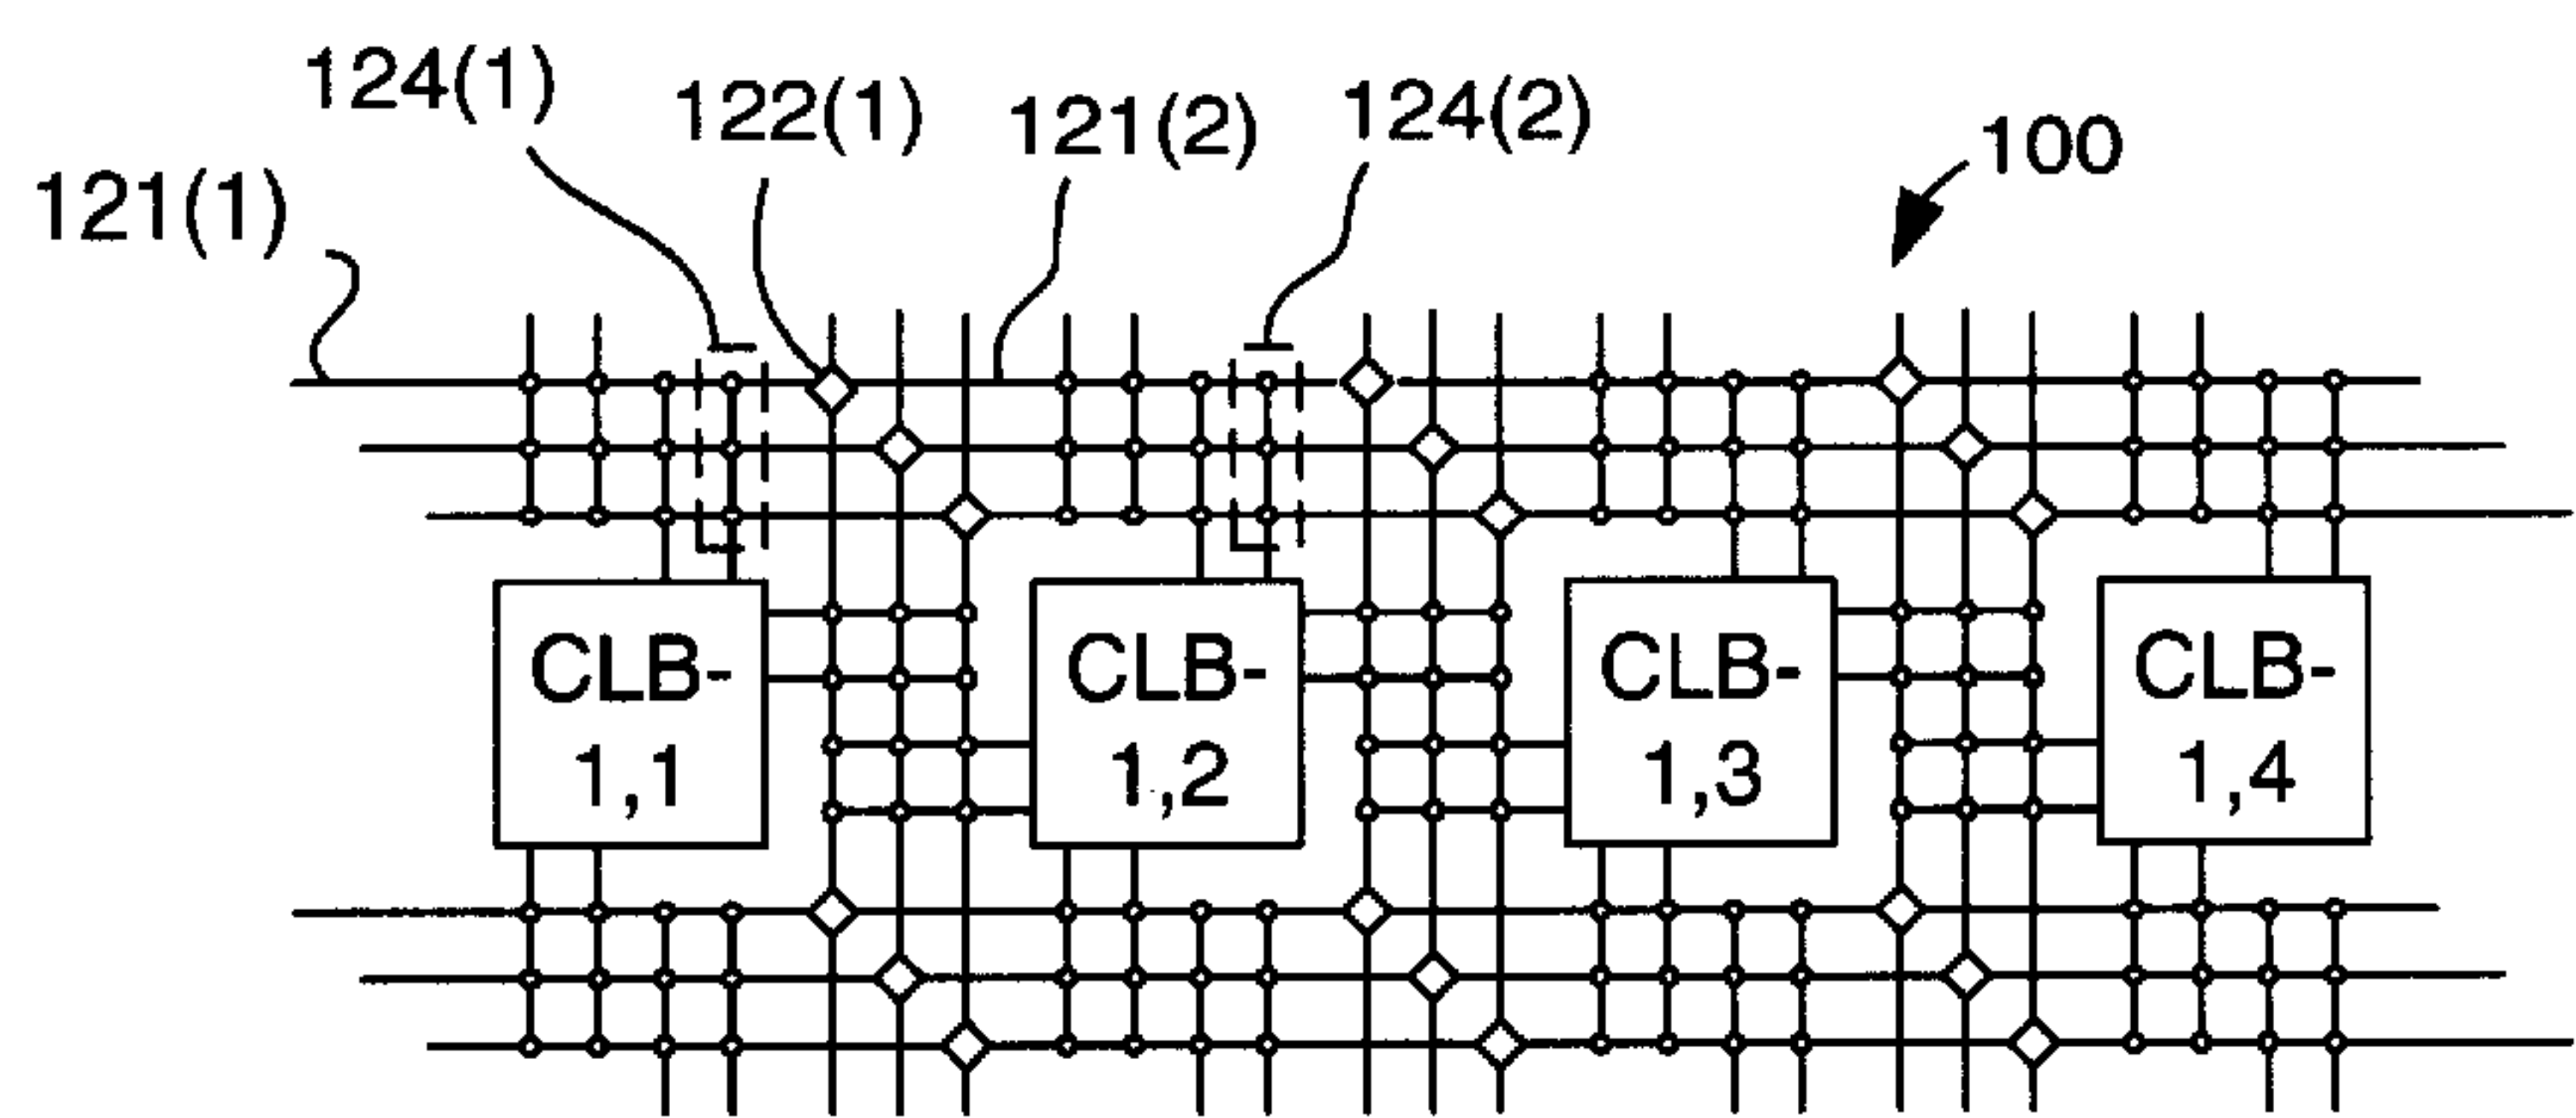 124(1)
122(1)
121(2)
124(2)
100
121(1)
CLB-
1,1
CLB-
1,2
CLB-
1,3
CLB-
1,4